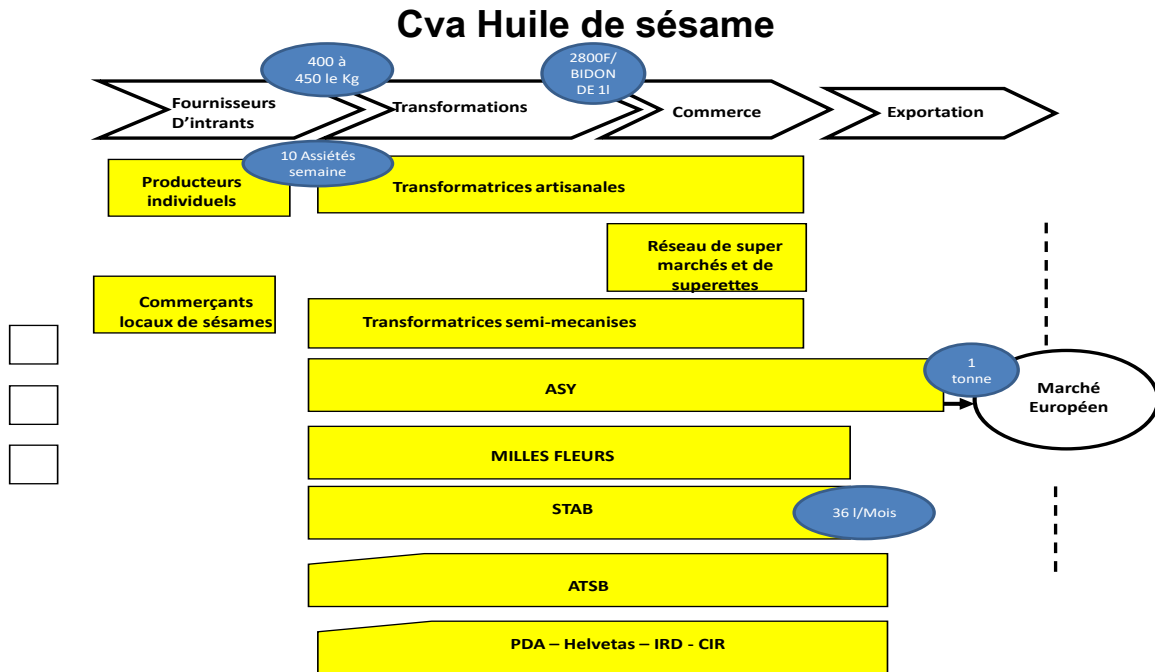 Cva Huile de sésame
400 à
450 le Kg
2800F/
BIDON
DE 1l
Fournisseurs
D’intrants
Transformations
Commerce
Exportation
10 Assiétés
semaine
Producteurs
individuels
Transformatrices artisanales
Réseau de super
marchés et de
superettes
Commerçants
locaux de sésames
Transformatrices semi-mecanises
1
tonne
ASY
Marché
Européen
MILLES FLEURS
STAB
36 l/Mois
ATSB
PDA – Helvetas – IRD - CIR